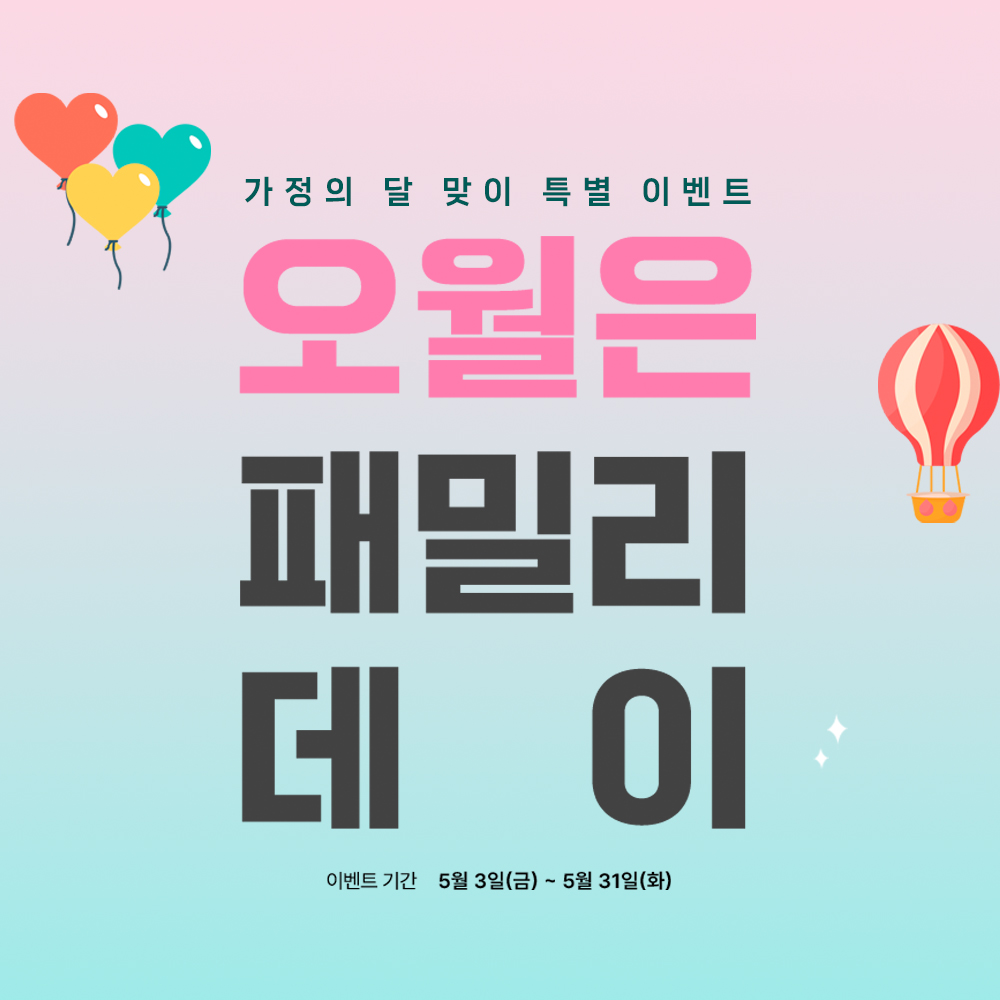 가정의 달 맞이 특별 이벤트
오월은
패밀리
데이
이벤트 기간 5월 3일(금) ~ 5월 31일(화)